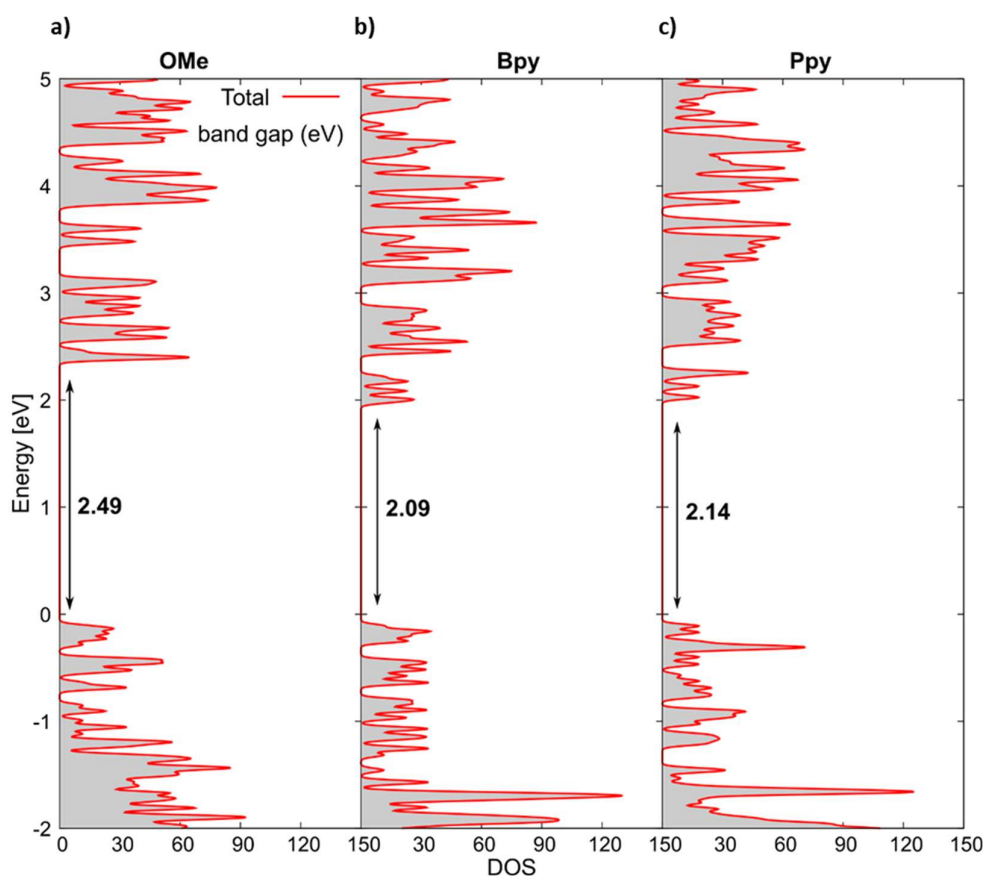 a)
b)
c)
OMe
Bpy
Ppy
Total
band gap (eV)
Energy [eV]
5
4
3
2
1
0
-1
-2
2.49
2.09
2.14
0 30 60 90 120 150 30 60 90 120 150 30 60 90 120 150
DOS